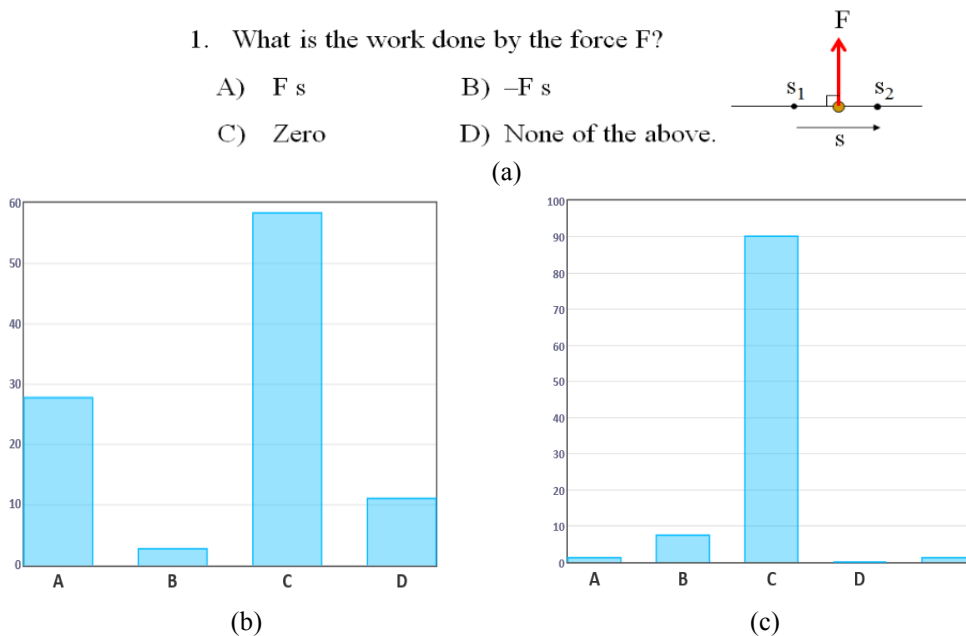 F
1. What is the work done by the force F?
A) F s B) –F s
s1 s2
C) Zero D) None of the above.
s
(a)
60
50
40
30
20
10
0
A B C D
(b)
100
90
80
70
60
50
40
30
20
10
0
A B C D
(c)